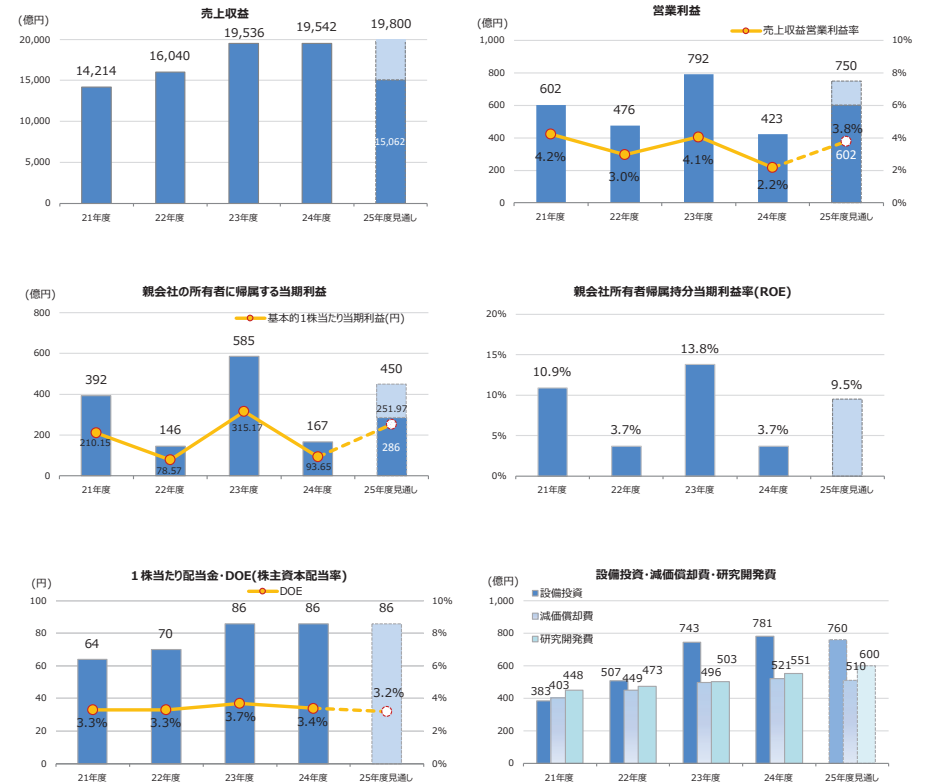 売上収益
(億円)
20,000
15,000
10,000
5,000
0
14,214
16,040
19,536
19,542
19,800
15,062
21年度
22年度
23年度
24年度
25年度見通し
営業利益
(億円)
売上収益営業利益率
1,000
800
600
400
200
0
10%
8%
6%
4%
2%
0%
602
476
792
423
750
4.2%
3.0%
4.1%
2.2%
3.8%
602
21年度
22年度
23年度
24年度
25年度見通し
親会社の所有者に帰属する当期利益
(億円)
基本的1株当たり当期利益(円)
800
600
400
200
0
392
146
585
167
450
210.15
78.57
315.17
93.65
251.97
286
21年度
22年度
23年度
24年度
25年度見通し
親会社所有者帰属持分当期利益率(ROE)
20%
15%
10%
5%
0%
10.9%
3.7%
13.8%
3.7%
9.5%
21年度
22年度
23年度
24年度
25年度見通し
1株当たり配当金・DOE(株主資本配当率)
(円)
DOE
100
80
60
40
20
0
10%
8%
6%
4%
2%
0%
64
70
86
86
86
3.3%
3.3%
3.7%
3.4%
3.2%
21年度
22年度
23年度
24年度
25年度見通し
設備投資・減価償却費・研究開発費
(億円)
設備投資
減価償却費
研究開発費
1,000
800
600
400
200
0
383
403
448
507
449
473
743
496
503
781
521
551
760
510
600
21年度
22年度
23年度
24年度
25年度見通し